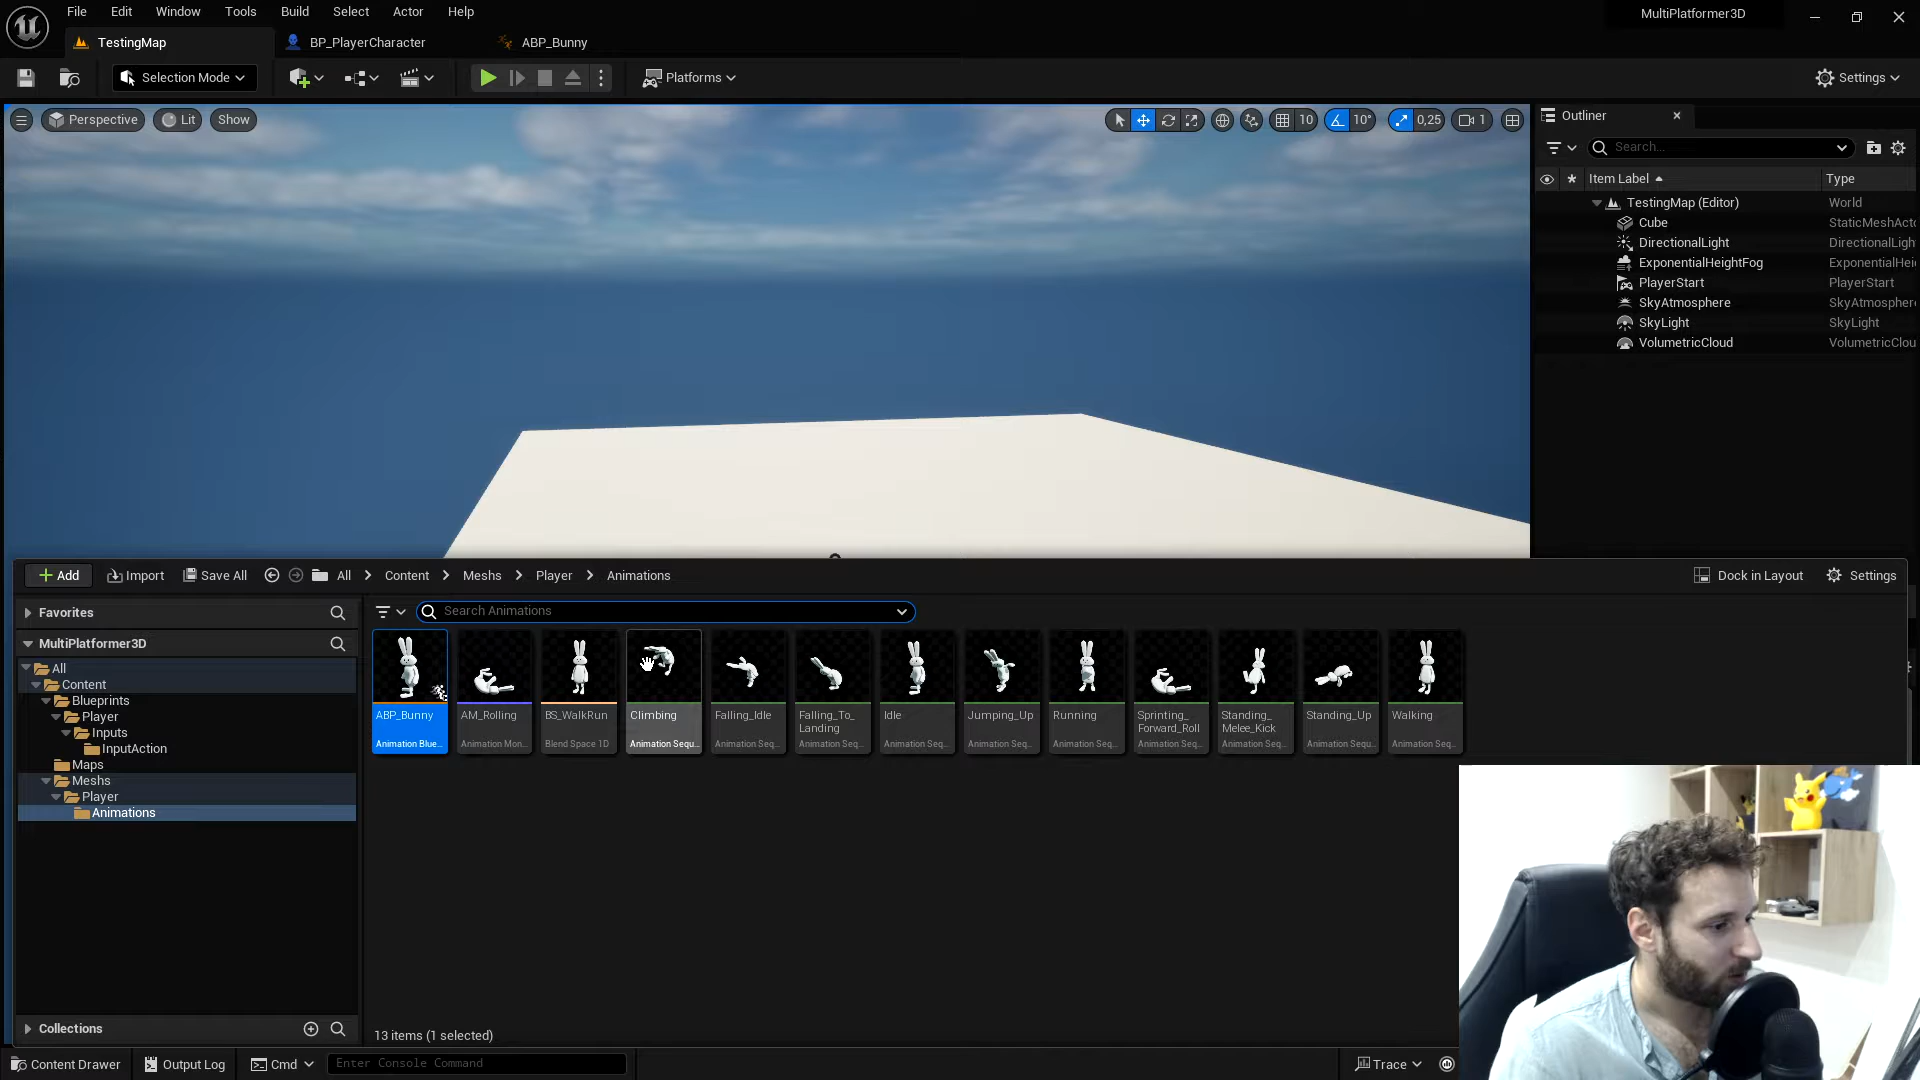 File Edit Window Tools Build Select Actor Help
MultiPlatformer3D
TestingMap
BP_PlayerCharacter
ABP_Bunny
Selection Mode
Platforms
Settings
Perspective
Lit
Show
10
10°
0,25
1
Outliner
Search...
Item Label
Type
TestingMap (Editor) World
Cube StaticMeshActo
DirectionalLight DirectionalLigh
ExponentialHeightFog ExponentialHei
PlayerStart PlayerStart
SkyAtmosphere SkyAtmospher
SkyLight SkyLight
VolumetricCloud VolumetricClou
Add
Import
Save All
All
Content
Meshs
Player
Animations
Dock in Layout
Settings
Favorites
Search Animations
MultiPlatformer3D
All
Content
Blueprints
Player
Inputs
InputAction
Maps
Meshs
Player
Animations
Collections
ABP_Bunny
Animation Blue...
AM_Rolling
Animation Mon...
BS_WalkRun
Blend Space 1D
Climbing
Animation Sequ...
Falling_Idle
Animation Seq...
Falling_To_
Landing
Animation Seq...
Idle
Animation Seq...
Jumping_Up
Animation Seq...
Running
Animation Seq...
Sprinting_
Forward_Roll
Animation Seq...
Standing_
Melee_Kick
Animation Seq...
Standing_Up
Animation Sequ...
Walking
Animation Seq...
13 items (1 selected)
Content Drawer
Output Log
Cmd
Enter Console Command
Trace